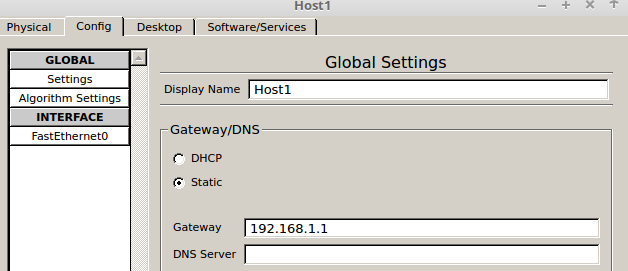 Host1
Physical Config Desktop Software/Services
GLOBAL
Settings
Algorithm Settings
INTERFACE
FastEthernet0
Global Settings
Display Name Host1
Gateway/DNS
DHCP
Static
Gateway 192.168.1.1
DNS Server